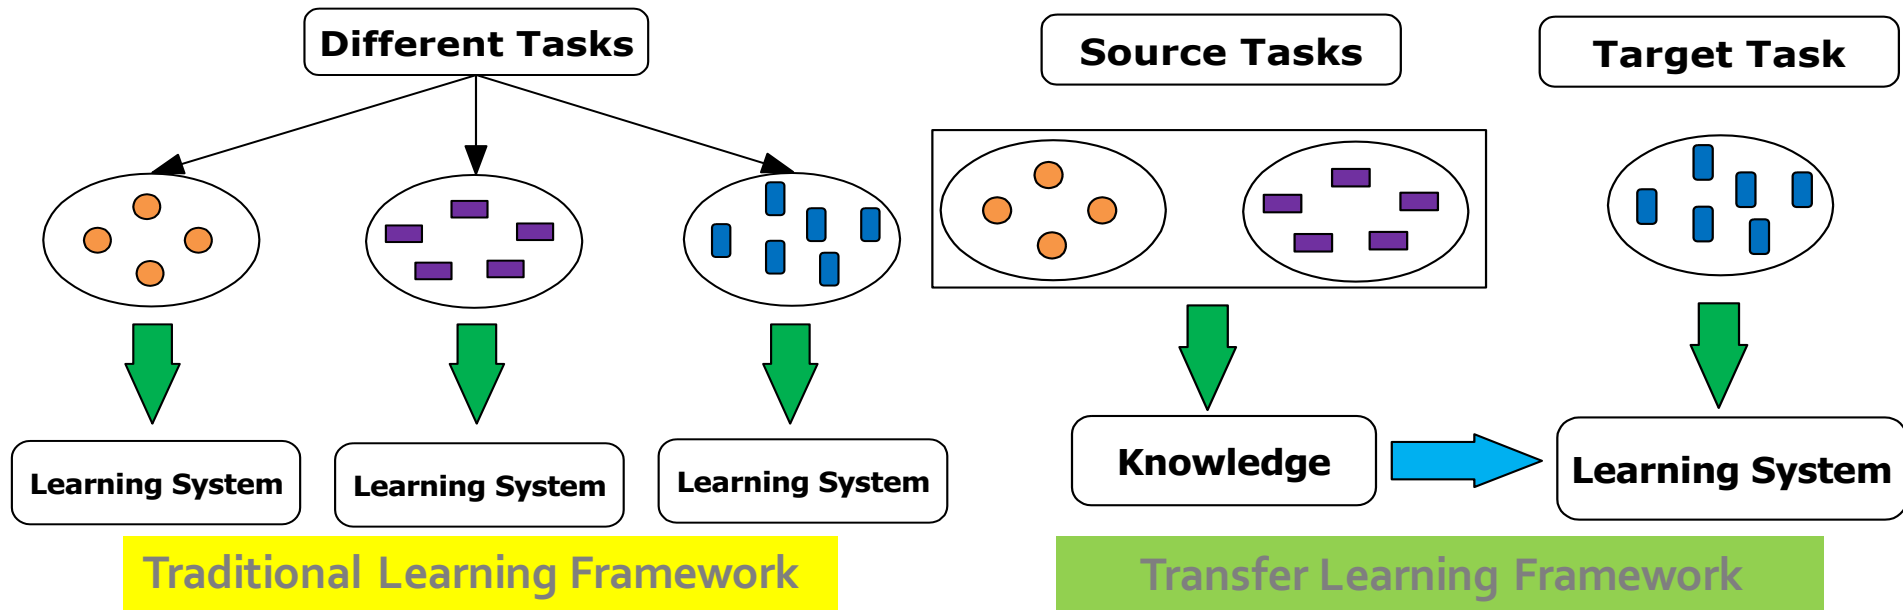 Different Tasks
Source Tasks
Target Task
Learning System
Learning System
Learning System
Knowledge
Learning System
Traditional Learning Framework
Transfer Learning Framework